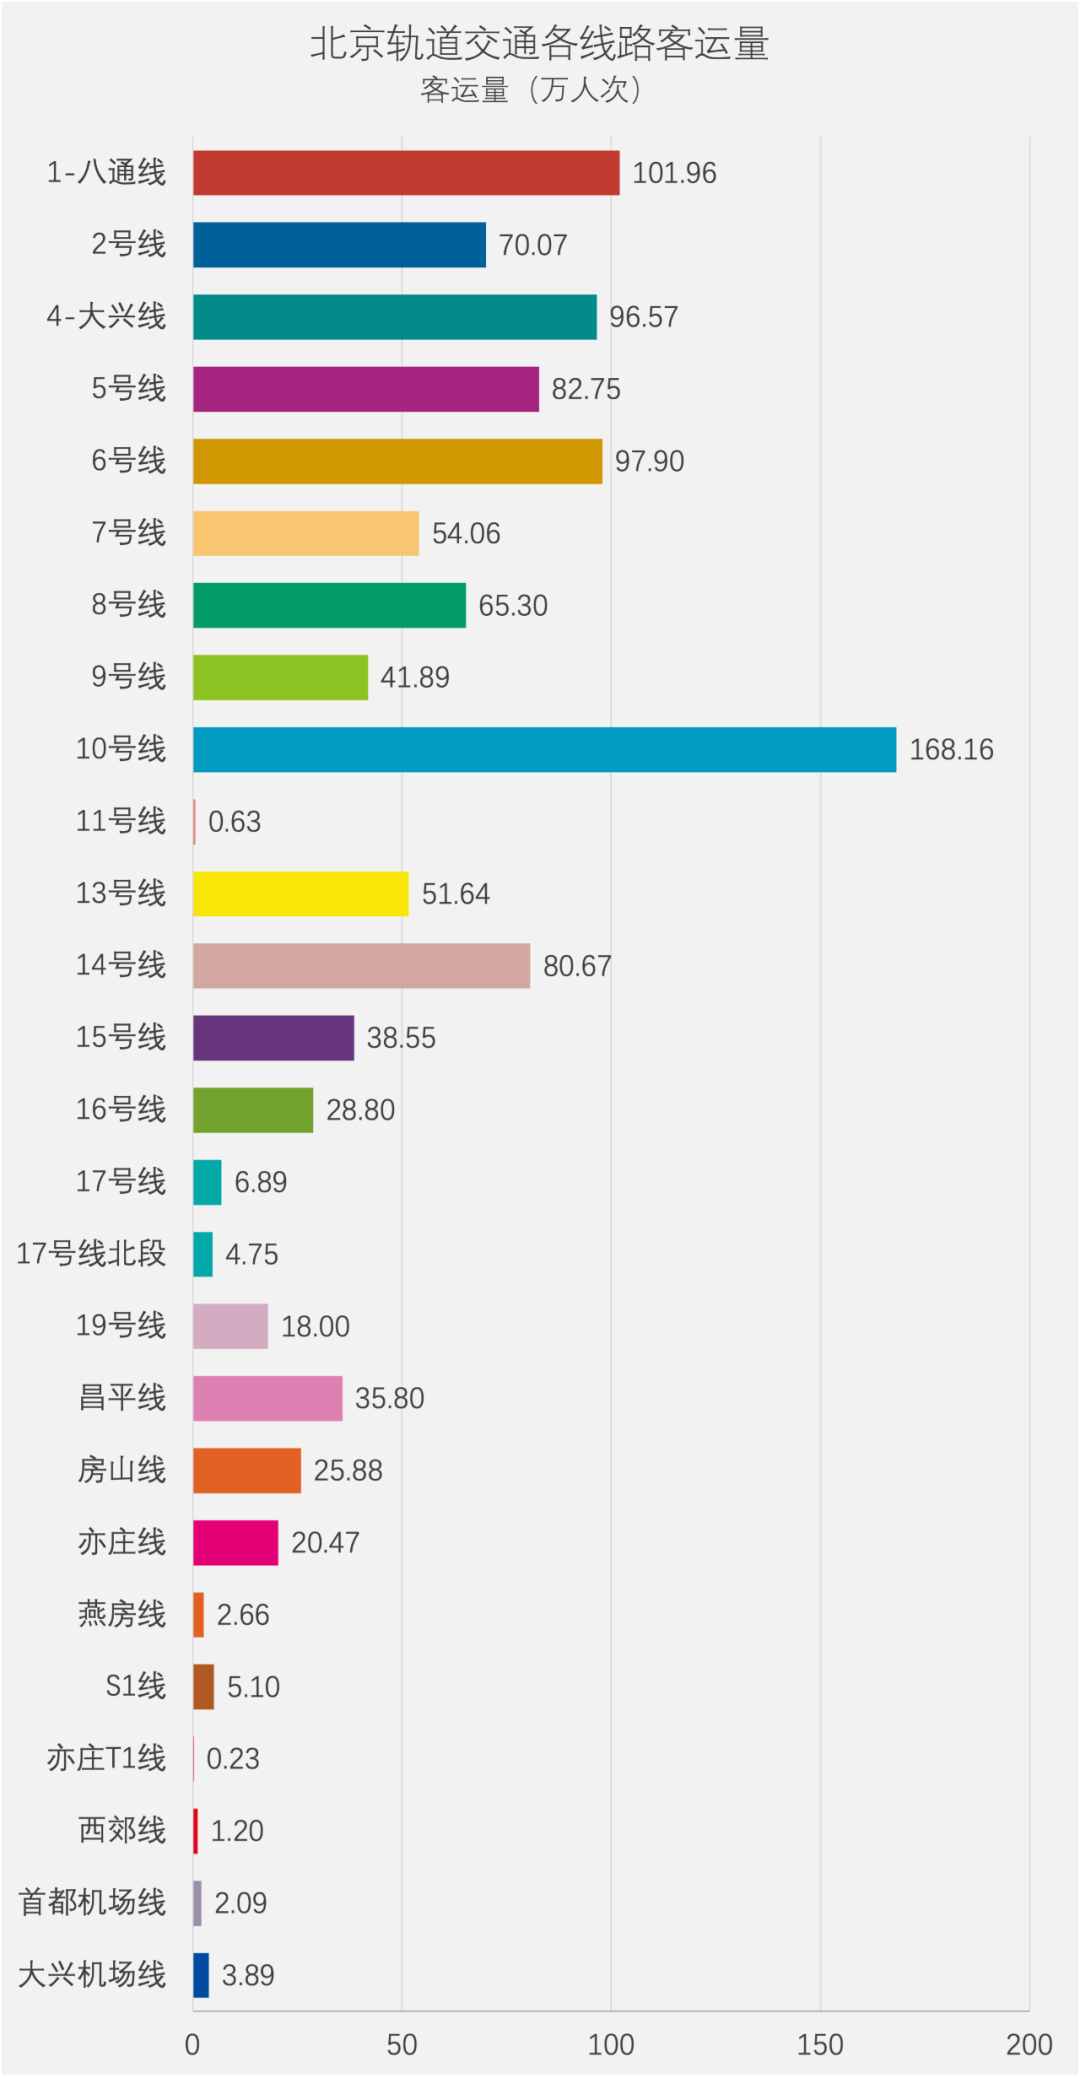 北京轨道交通各线路客运量
客运量（万人次）
1-八通线 101.96
2号线 70.07
4-大兴线 96.57
5号线 82.75
6号线 97.90
7号线 54.06
8号线 65.30
9号线 41.89
10号线 168.16
11号线 0.63
13号线 51.64
14号线 80.67
15号线 38.55
16号线 28.80
17号线 6.89
17号线北段 4.75
19号线 18.00
昌平线 35.80
房山线 25.88
亦庄线 20.47
燕房线 2.66
S1线 5.10
亦庄T1线 0.23
西郊线 1.20
首都机场线 2.09
大兴机场线 3.89
0 50 100 150 200